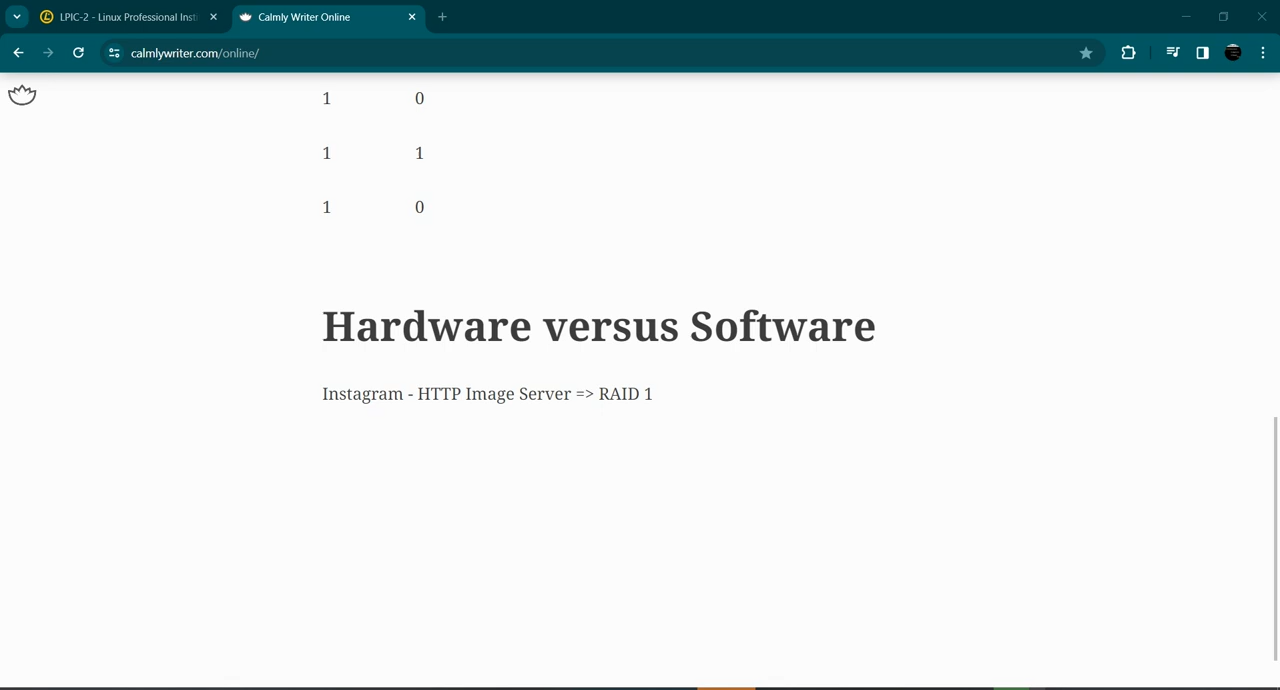 LPIC-2 - Linux Professional Inst
Calmly Writer Online
calmlywriter.com/online/
1 0
1 1
1 0
Hardware versus Software
Instagram - HTTP Image Server => RAID 1